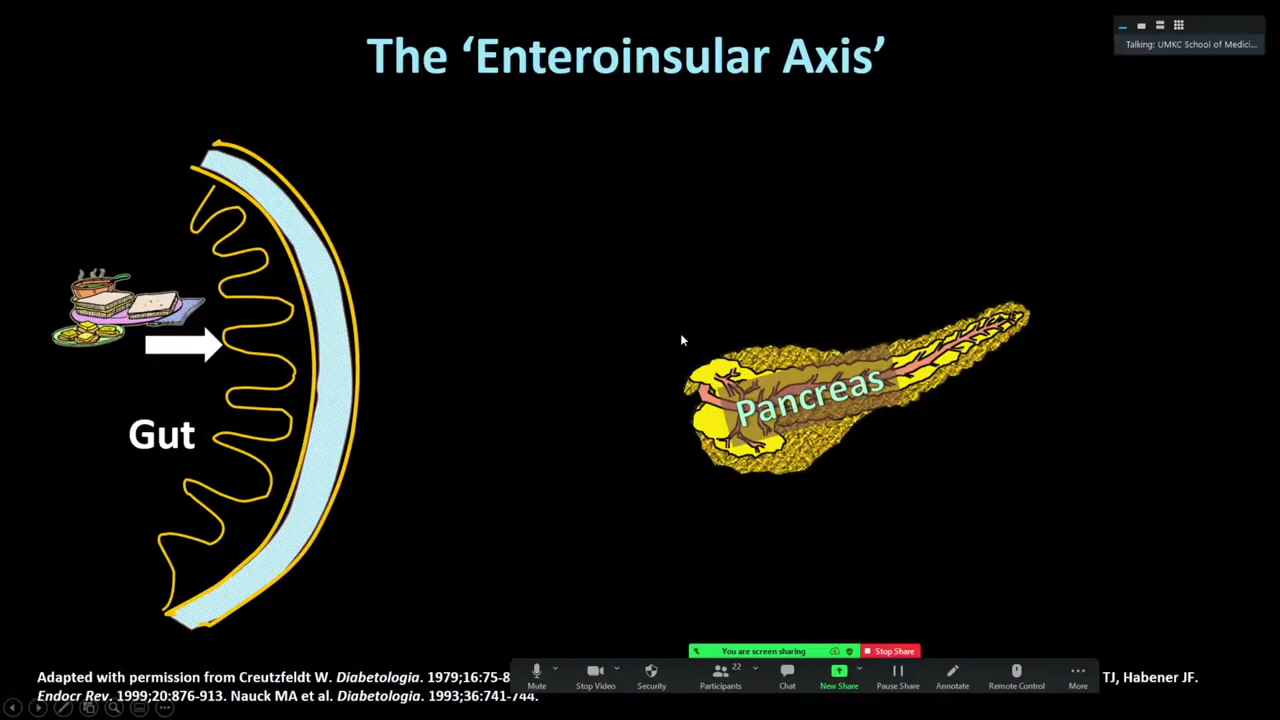 The ‘Enteroinsular Axis’
Talking: UMKC School of Medici...
Pancreas
Gut
You are screen sharing
Stop Share
Adapted with permission from Creutzfeldt W. Diabetologia. 1979;16:75-8
TJ, Habener JF.
Endocr Rev. 1999;20:876-913. Nauck MA et al. Diabetologia. 1993;36:741-744.
22
Mute
Stop Video
Security
Participants
Chat
New Share
Pause Share
Annotate
Remote Control
More